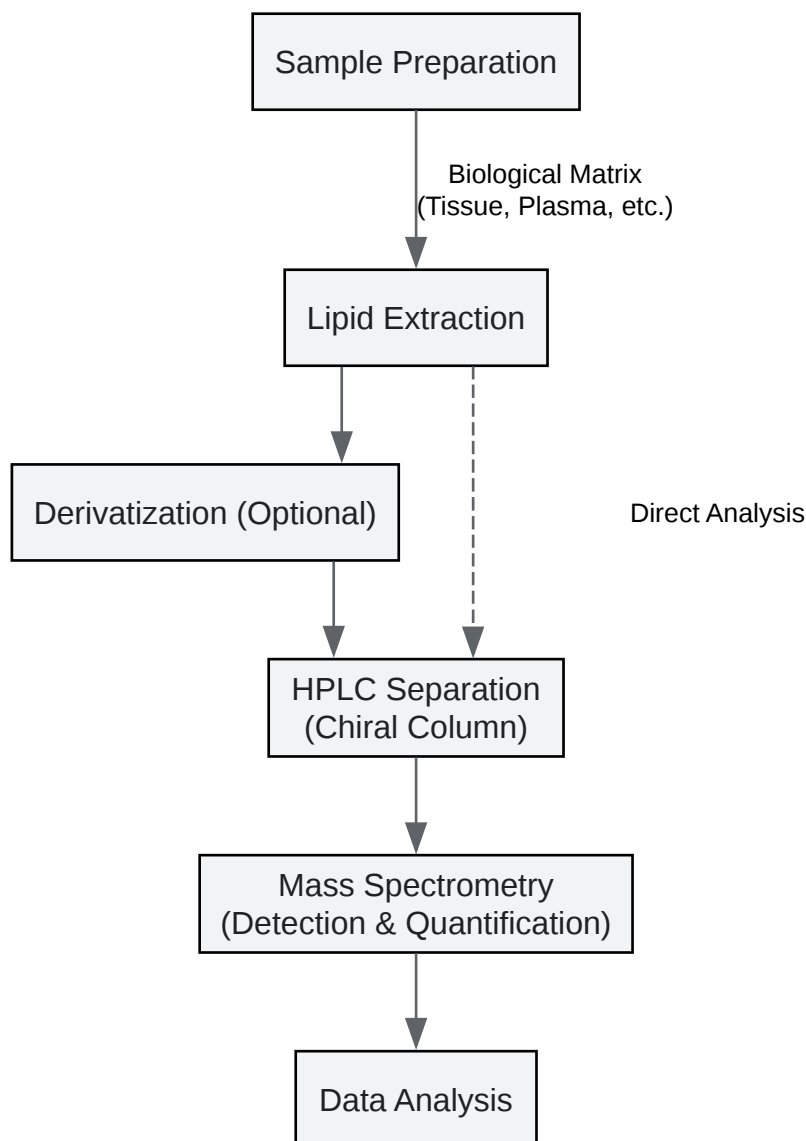 Sample Preparation
Biological Matrix
(Tissue, Plasma, etc.)
Lipid Extraction
Derivatization (Optional)
Direct Analysis
HPLC Separation
(Chiral Column)
Mass Spectrometry
(Detection & Quantification)
Data Analysis